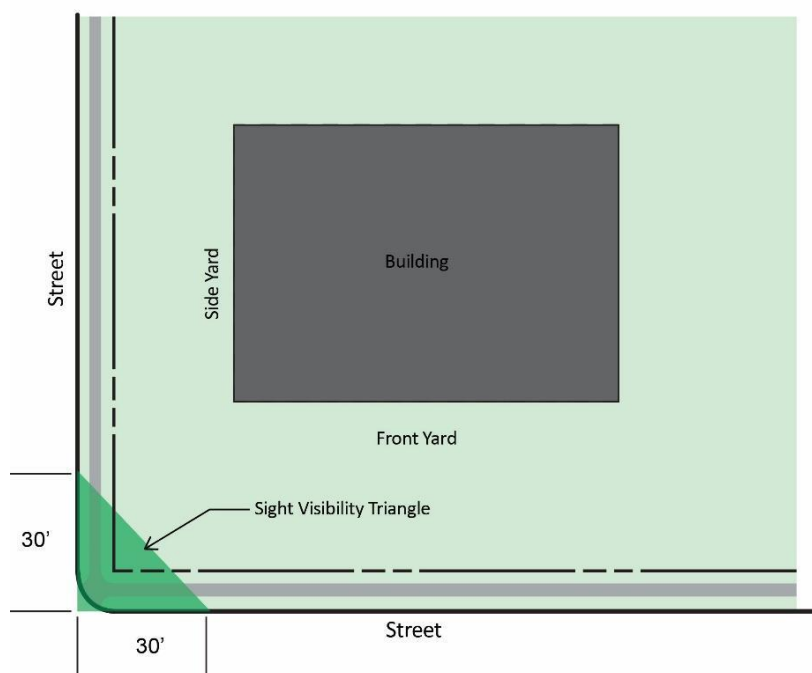 Building
Side Yard
Street
Front Yard
Sight Visibility Triangle
30’
Street
30’